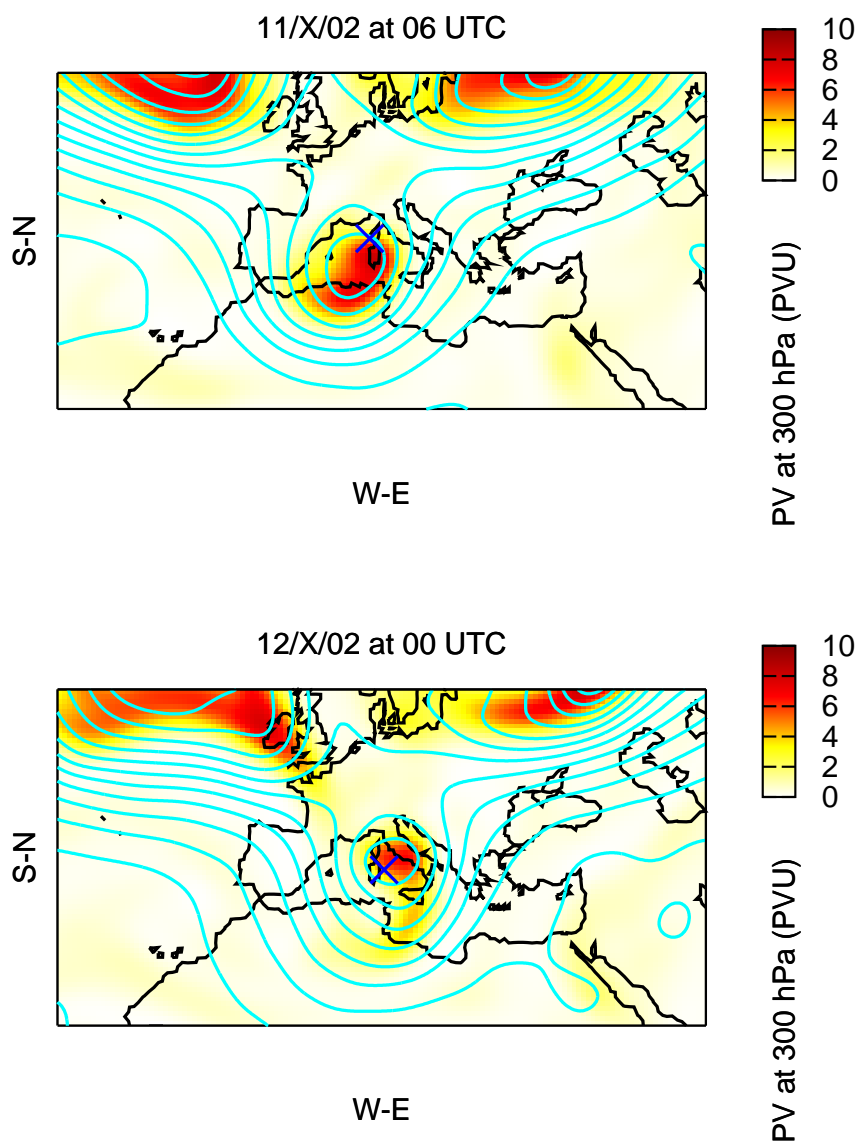 11/X/02 at 06 UTC
10
8
6
4
2
0
S-N
W-E
PV at 300 hPa (PVU)
12/X/02 at 00 UTC
10
8
6
4
2
0
S-N
W-E
PV at 300 hPa (PVU)